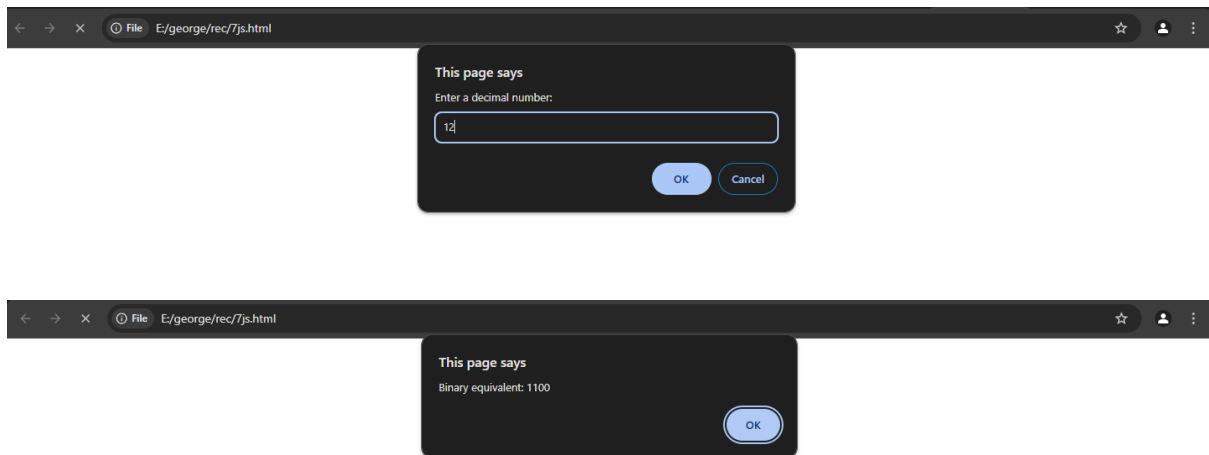 File E:/george/rec/7js.html
This page says
Enter a decimal number:
12
OK Cancel
File E:/george/rec/7js.html
This page says
Binary equivalent: 1100
OK